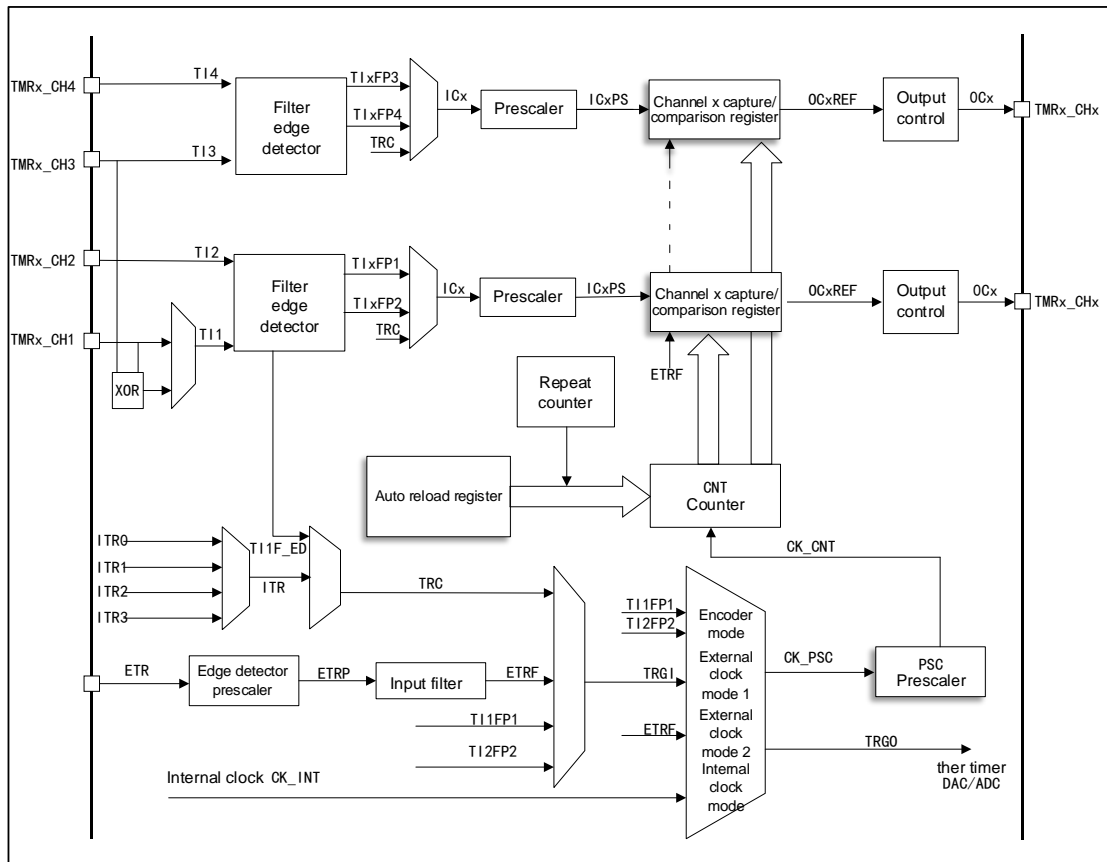 TMRx_CH4
TI4
Filter
edge
detector
TIxFP3
TIxFP4
TRC
ICx
Prescaler
ICxPS
Channel x capture/
comparison register
OCxREF
Output
control
OCx
TMRx_CHx
TMRx_CH3
TI3
TMRx_CH2
TI2
Filter
edge
detector
TIxFP1
TIxFP2
TRC
ICx
Prescaler
ICxPS
Channel x capture/
comparison register
OCxREF
Output
control
OCx
TMRx_CHx
TMRx_CH1
TI1
XOR
ETRF
Repeat
counter
Auto reload register
CNT
Counter
CK_CNT
ITR0
ITR1
ITR2
ITR3
TI1F_ED
ITR
TRC
TI1FP1
TI2FP2
Encoder
mode
External
clock
mode 1
External
clock
mode 2
Internal
clock
mode
CK_PSC
PSC
Prescaler
ETR
Edge detector
prescaler
ETRP
Input filter
ETRF
TRGI
TI1FP1
TI2FP2
ETRF
TRGO
ther timer
DAC/ADC
Internal clock CK_INT